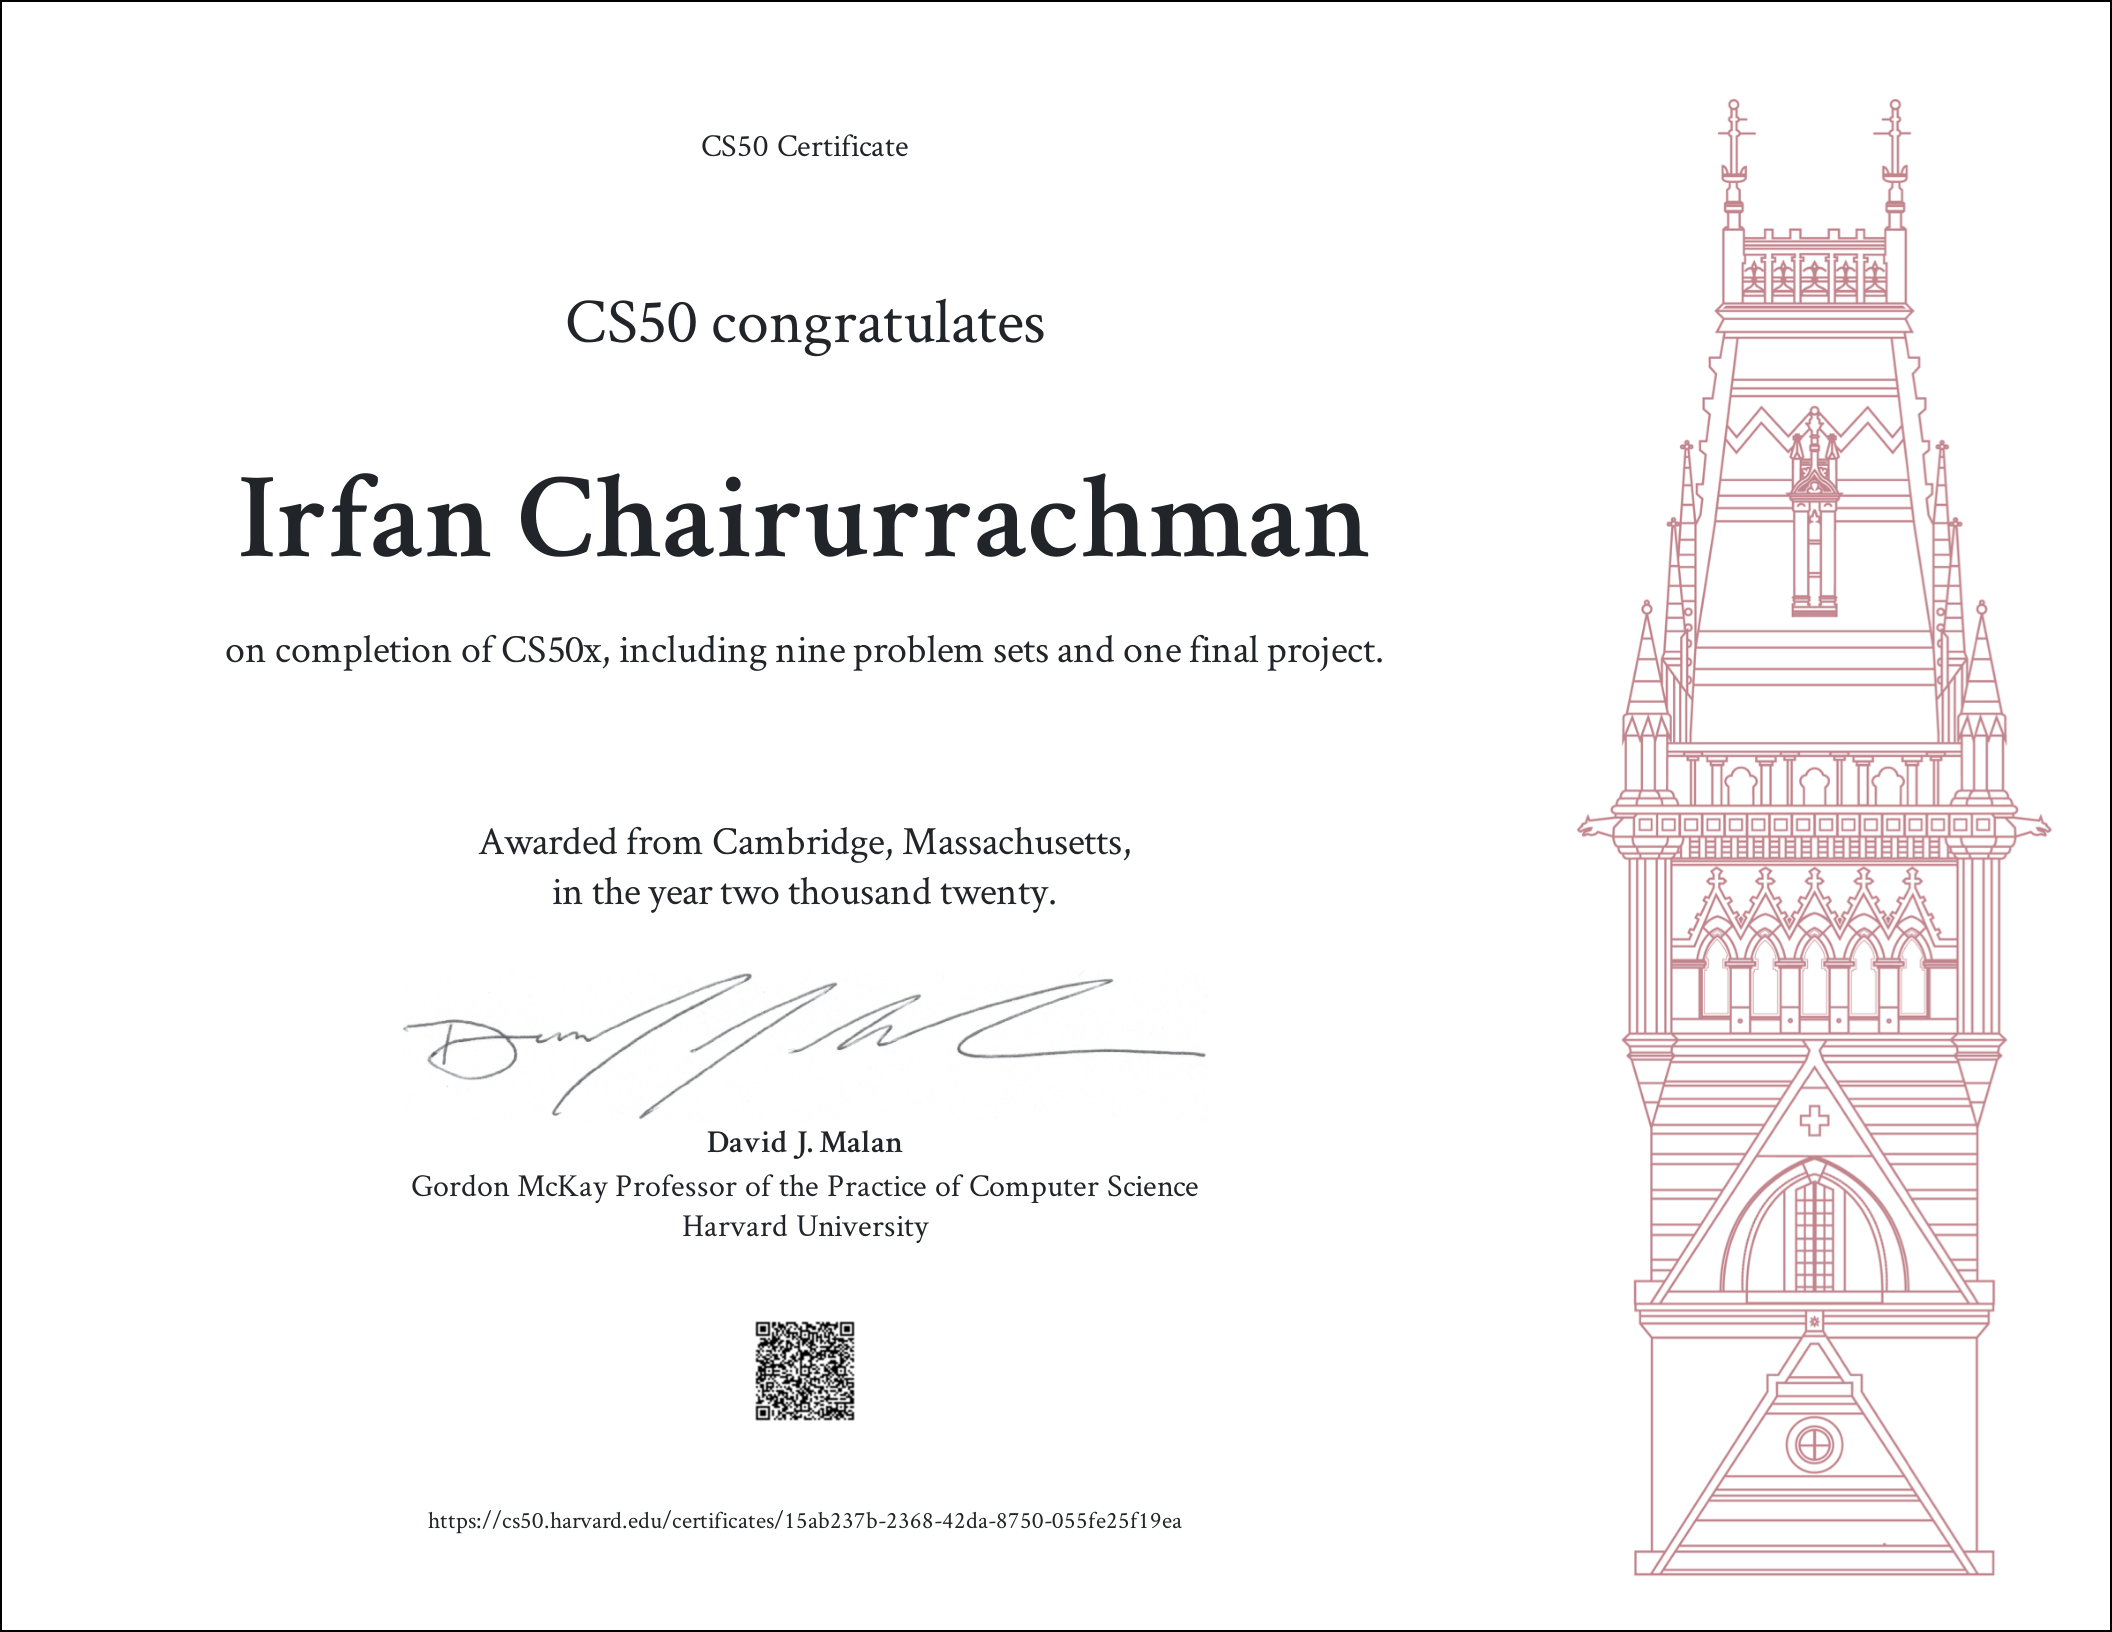 CS50 Certificate
CS50 congratulates
Irfan Chairurrachman
on completion of CS50x, including nine problem sets and one final project.
Awarded from Cambridge, Massachusetts,
in the year two thousand twenty.
David J. Malan
Gordon McKay Professor of the Practice of Computer Science
Harvard University
https://cs50.harvard.edu/certificates/15ab237b-2368-42da-8750-055fe25f19ea